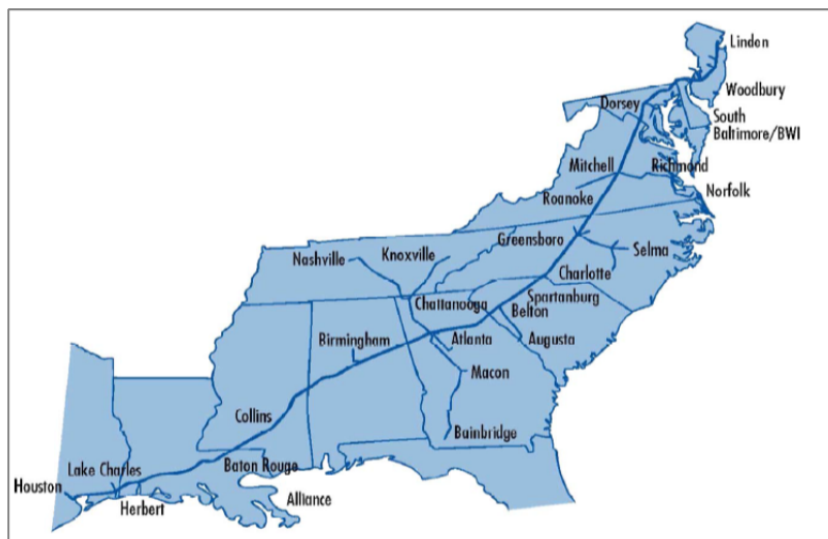 Linden
Woodbury
Dorsey
South
Baltimore/BWI
Mitchell
Richmond
Roanoke
Norfolk
Greensboro
Nashville
Knoxville
Selma
Charlotte
Chattanooga
Spartanburg
Belton
Birmingham
Atlanta
Augusta
Macon
Collins
Bainbridge
Lake Charles
Baton Rouge
Houston
Herbert
Alliance